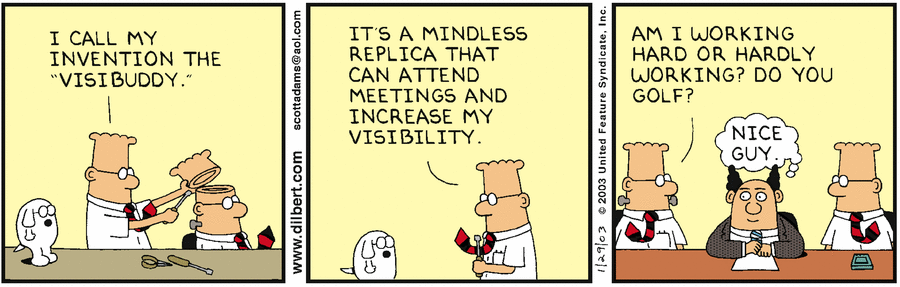 I CALL MY
INVENTION THE
"VISIBUDDY."
www.dilbert.com scottadams@aol.com
IT'S A MINDLESS
REPLICA THAT
CAN ATTEND
MEETINGS AND
INCREASE MY
VISIBILITY.
1/29/03 © 2003 United Feature Syndicate, Inc.
AM I WORKING
HARD OR HARDLY
WORKING? DO YOU
GOLF?
NICE
GUY.